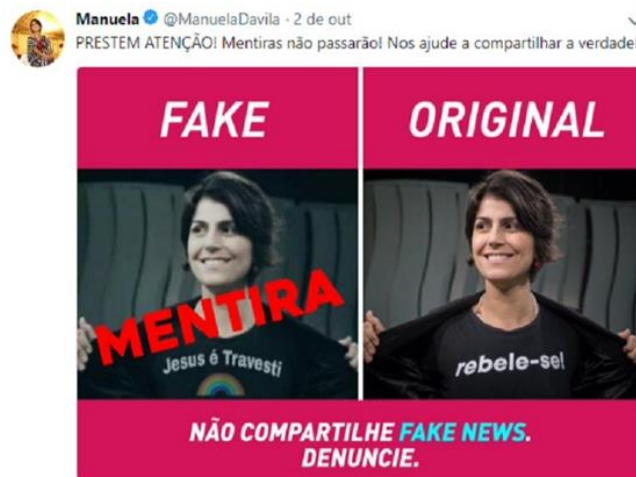 Manuela @ManuelaDavila · 2 de out
PRESTEM ATENÇÃO! Mentiras não passarão! Nos ajude a compartilhar a verdade!
FAKE
ORIGINAL
MENTIRA
Jesus é Travesti
rebele-se!
NÃO COMPARTILHE FAKE NEWS.
DENUNCIE.